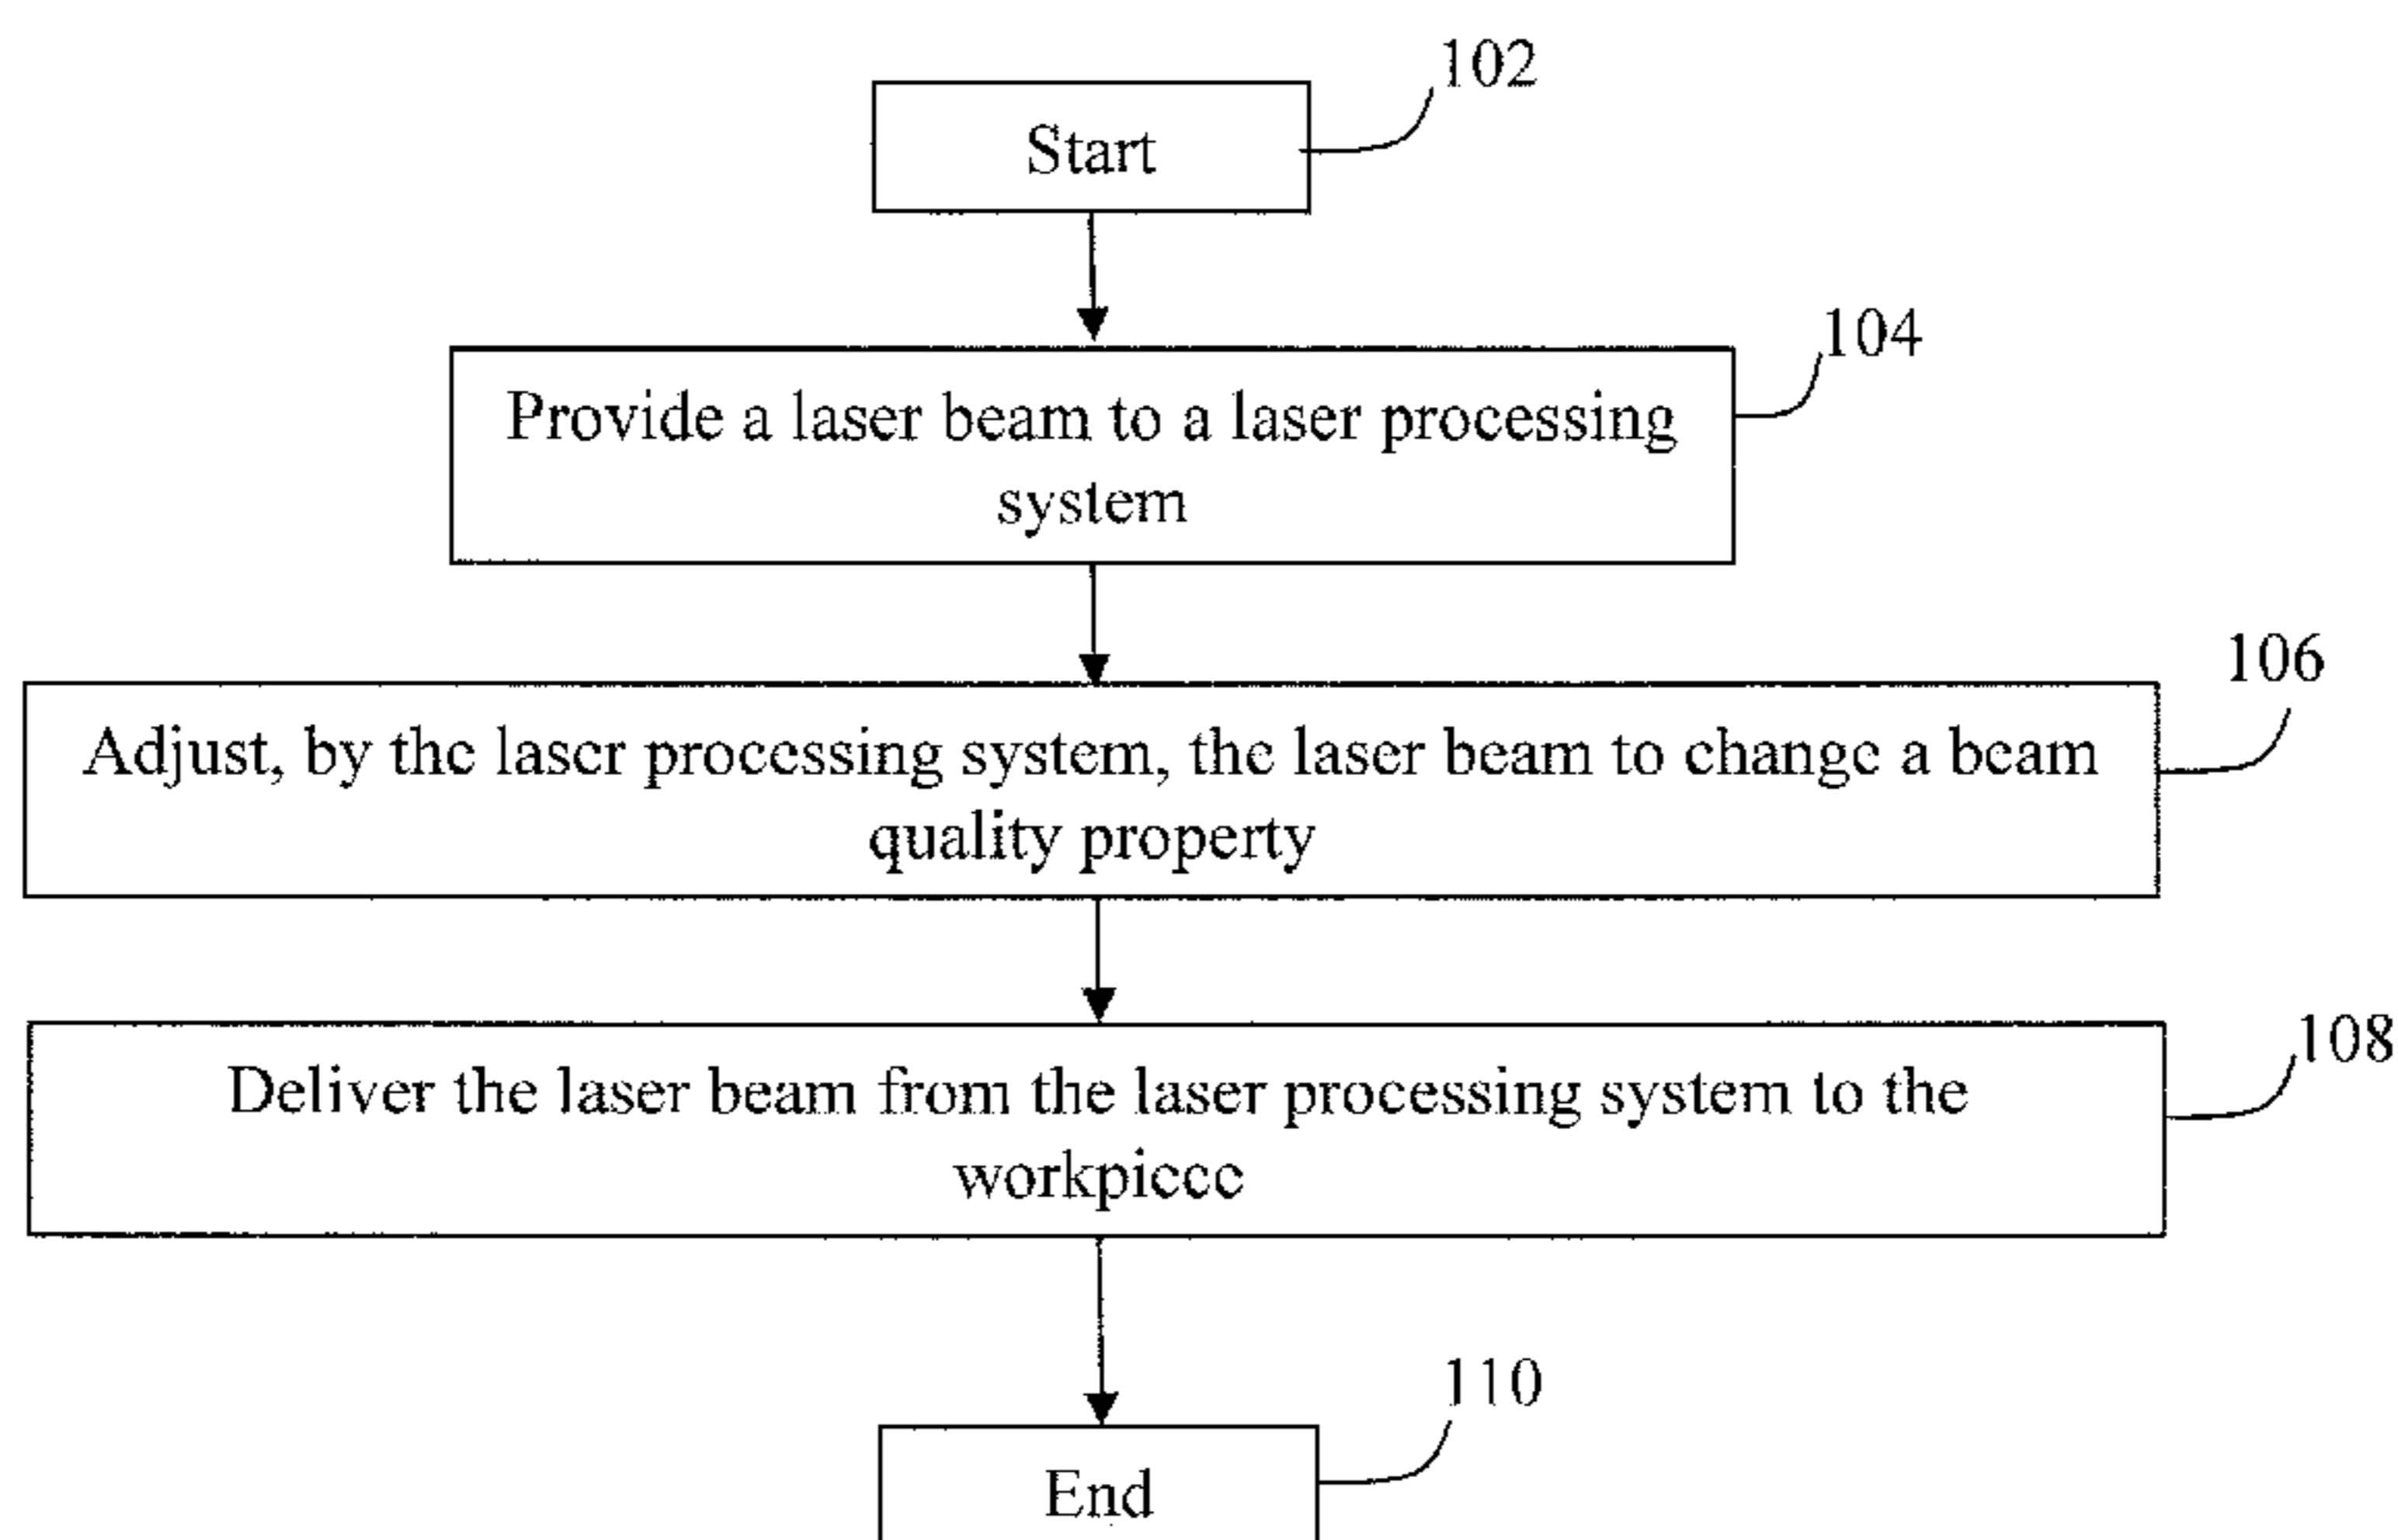 102
Start
104
Provide a laser beam to a laser processing
system
106
Adjust, by the laser processing system, the laser beam to change a beam
quality property
108
Deliver the laser beam from the laser processing system to the
workpiece
110
End